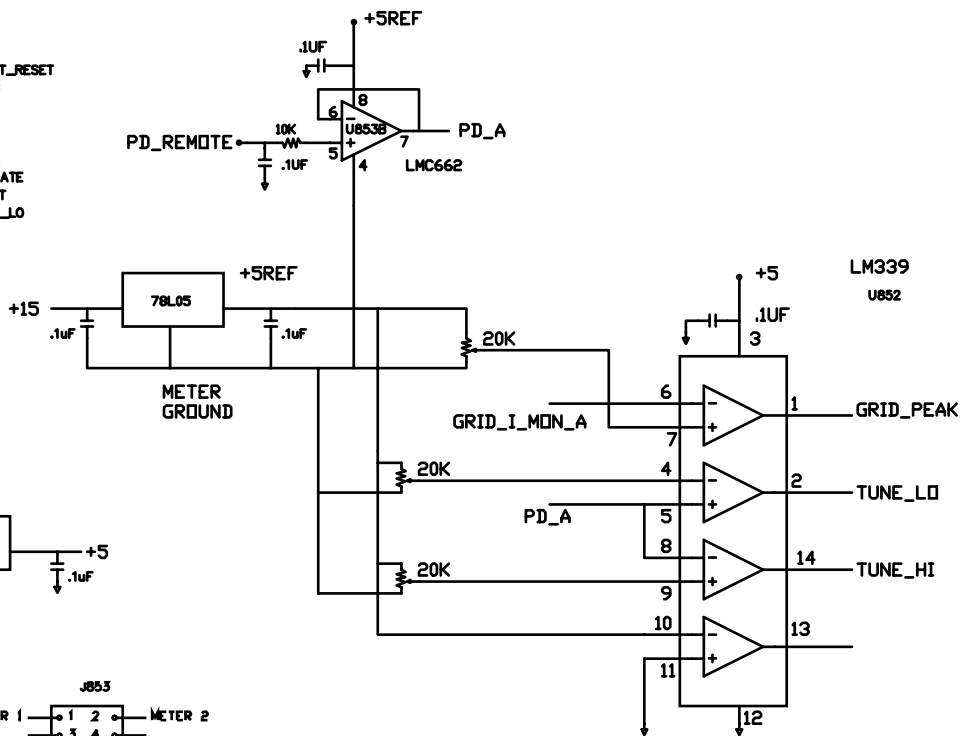 +5REF
.1UF
T_RESET
8
6
−
U853B
10K
PD_REMOTE
+
7
PD_A
5
.1UF
4
LMC662
ATE
T
_LO
+5REF
+5
LM339
+15
78L05
U852
.1uF
.1uF
.1UF
20K
3
METER
GROUND
6
−
1
GRID_PEAK
GRID_I_MON_A
7
+
20K
4
−
2
TUNE_LO
PD_A
5
+
+5
8
−
14
TUNE_HI
.1uF
20K
9
+
10
−
13
11
+
J853
R 1
1 2
METER 2
3 4
12